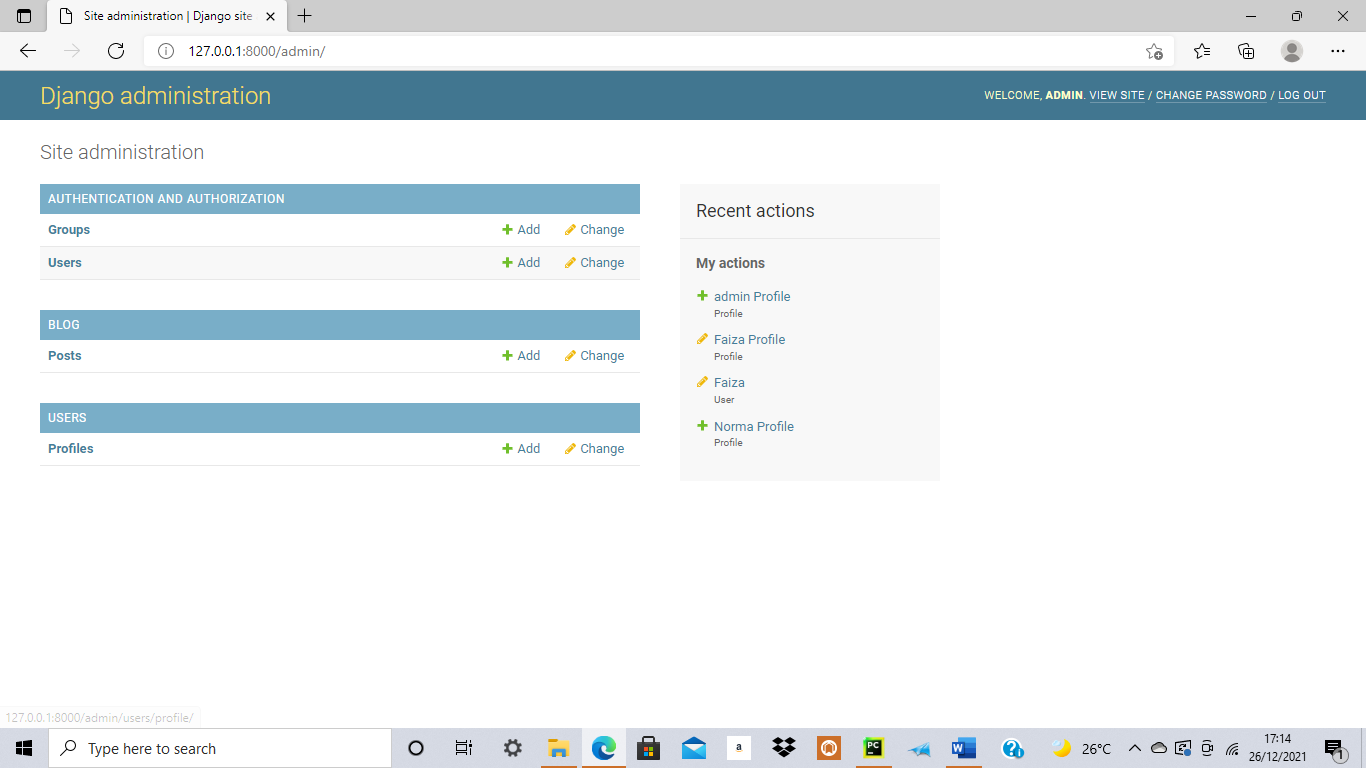 Site administration | Django site
127.0.0.1:8000/admin/
Django administration
WELCOME, ADMIN. VIEW SITE / CHANGE PASSWORD / LOG OUT
Site administration
AUTHENTICATION AND AUTHORIZATION
Groups Add Change
Users Add Change
BLOG
Posts Add Change
USERS
Profiles Add Change
Recent actions
My actions
admin Profile
Profile
Faiza Profile
Profile
Faiza
User
Norma Profile
Profile
127.0.0.1:8000/admin/users/profile/
Type here to search
a
PC
W
26°C
17:14
26/12/2021
1